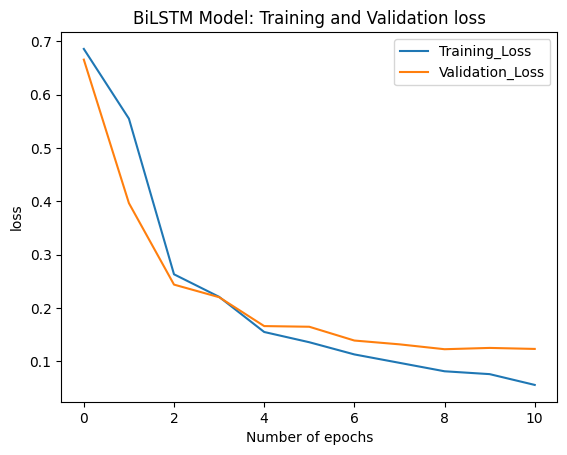 BiLSTM Model: Training and Validation loss
Training_Loss
Validation_Loss
loss
0.7
0.6
0.5
0.4
0.3
0.2
0.1
0 2 4 6 8 10
Number of epochs